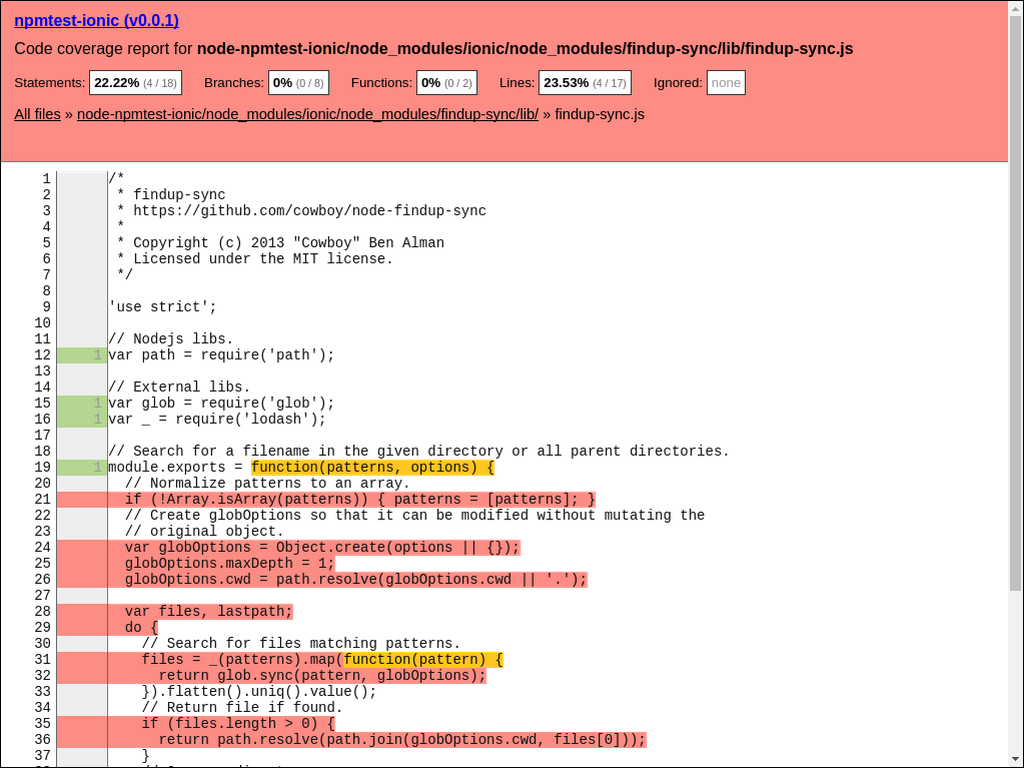 npmtest-ionic (v0.0.1)
Code coverage report for node-npmtest-ionic/node_modules/ionic/node_modules/findup-sync/lib/findup-sync.js
Statements: 22.22% (4 / 18) Branches: 0% (0 / 8) Functions: 0% (0 / 2) Lines: 23.53% (4 / 17) Ignored: none
All files » node-npmtest-ionic/node_modules/ionic/node_modules/findup-sync/lib/ » findup-sync.js
1 /*
2  * findup-sync
3  * https://github.com/cowboy/node-findup-sync
4  *
5  * Copyright (c) 2013 "Cowboy" Ben Alman
6  * Licensed under the MIT license.
7  */
8
9 'use strict';
10
11 // Nodejs libs.
12 1 var path = require('path');
13
14 // External libs.
15 1 var glob = require('glob');
16 1 var _ = require('lodash');
17
18 // Search for a filename in the given directory or all parent directories.
19 1 module.exports = function(patterns, options) {
20   // Normalize patterns to an array.
21   if (!Array.isArray(patterns)) { patterns = [patterns]; }
22   // Create globOptions so that it can be modified without mutating the
23   // original object.
24   var globOptions = Object.create(options || {});
25   globOptions.maxDepth = 1;
26   globOptions.cwd = path.resolve(globOptions.cwd || '.');
27
28   var files, lastpath;
29   do {
30     // Search for files matching patterns.
31     files = _(patterns).map(function(pattern) {
32       return glob.sync(pattern, globOptions);
33     }).flatten().uniq().value();
34     // Return file if found.
35     if (files.length > 0) {
36       return path.resolve(path.join(globOptions.cwd, files[0]));
37     }